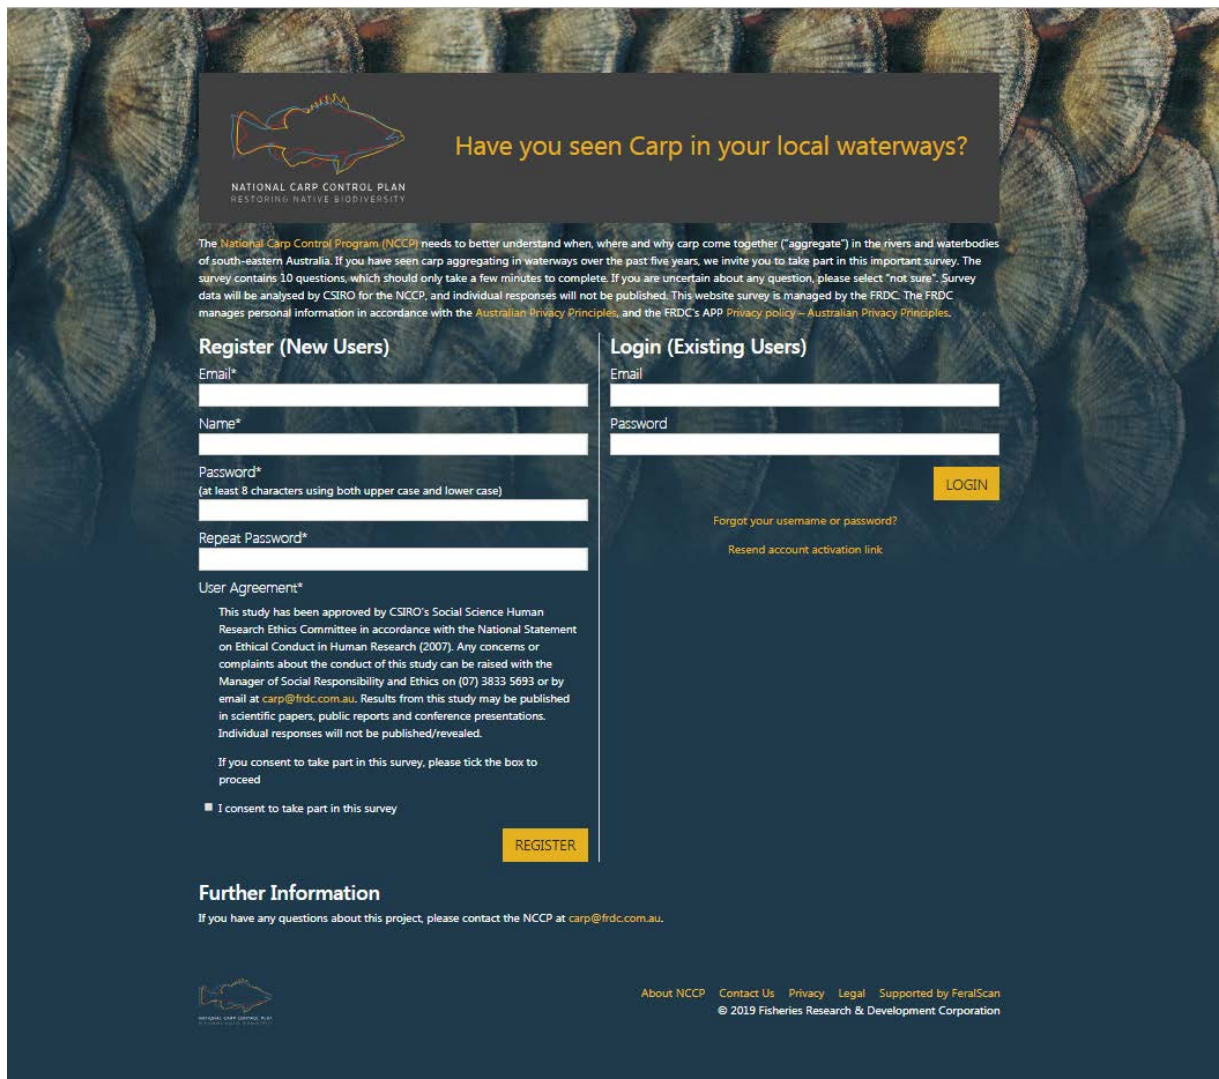 NATIONAL CARP CONTROL PLAN
RESTORING NATIVE BIODIVERSITY
Have you seen Carp in your local waterways?
The National Carp Control Program (NCCP) needs to better understand when, where and why carp come together ("aggregate") in the rivers and waterbodies
of south-eastern Australia. If you have seen carp aggregating in waterways over the past five years, we invite you to take part in this important survey. The
survey contains 10 questions, which should only take a few minutes to complete. If you are uncertain about any question, please select "not sure". Survey
data will be analysed by CSIRO for the NCCP, and individual responses will not be published. This website survey is managed by the FRDC. The FRDC
manages personal information in accordance with the Australian Privacy Principles, and the FRDC's APP Privacy policy – Australian Privacy Principles.
Register (New Users)
Email*
Name*
Password*
(at least 8 characters using both upper case and lower case)
Repeat Password*
User Agreement*
This study has been approved by CSIRO's Social Science Human
Research Ethics Committee in accordance with the National Statement
on Ethical Conduct in Human Research (2007). Any concerns or
complaints about the conduct of this study can be raised with the
Manager of Social Responsibility and Ethics on (07) 3833 5693 or by
email at carp@frdc.com.au. Results from this study may be published
in scientific papers, public reports and conference presentations.
Individual responses will not be published/revealed.
If you consent to take part in this survey, please tick the box to
proceed
I consent to take part in this survey
REGISTER
Login (Existing Users)
Email
Password
LOGIN
Forgot your username or password?
Resend account activation link
Further Information
If you have any questions about this project, please contact the NCCP at carp@frdc.com.au.
NATIONAL CARP CONTROL PLAN
RESTORING NATIVE BIODIVERSITY
About NCCP Contact Us Privacy Legal Supported by FeralScan
© 2019 Fisheries Research & Development Corporation